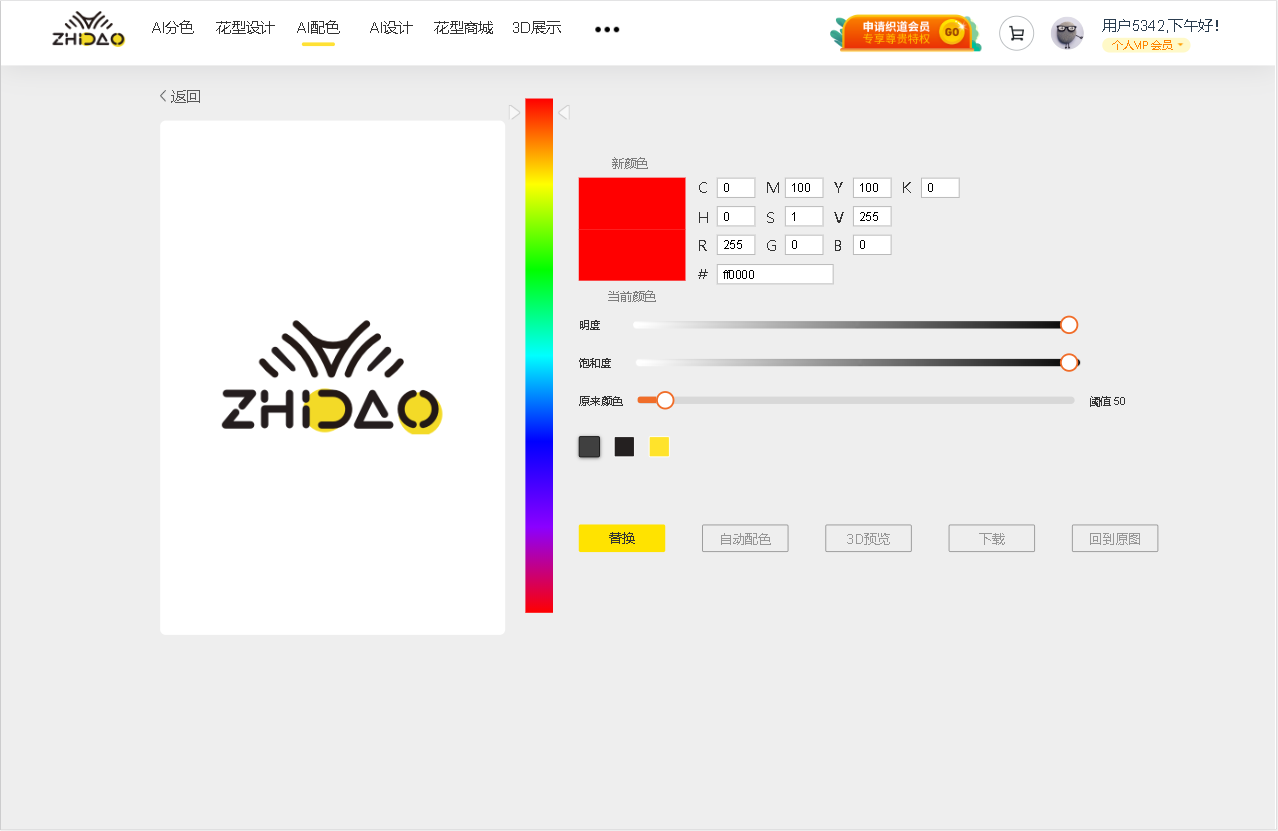 ZHIDAO AI分色 花型设计 AI配色 AI设计 花型商城 3D展示 •••
申请织道会员
专享尊贵特权
GO
用户5342,下午好!
个人VIP会员
返回
新颜色
C 0 M 100 Y 100 K 0
H 0 S 1 V 255
R 255 G 0 B 0
# ff0000
当前颜色
明度
饱和度
原来颜色 阈值 50
ZHIDAO
替换 自动配色 3D预览 下载 回到原图